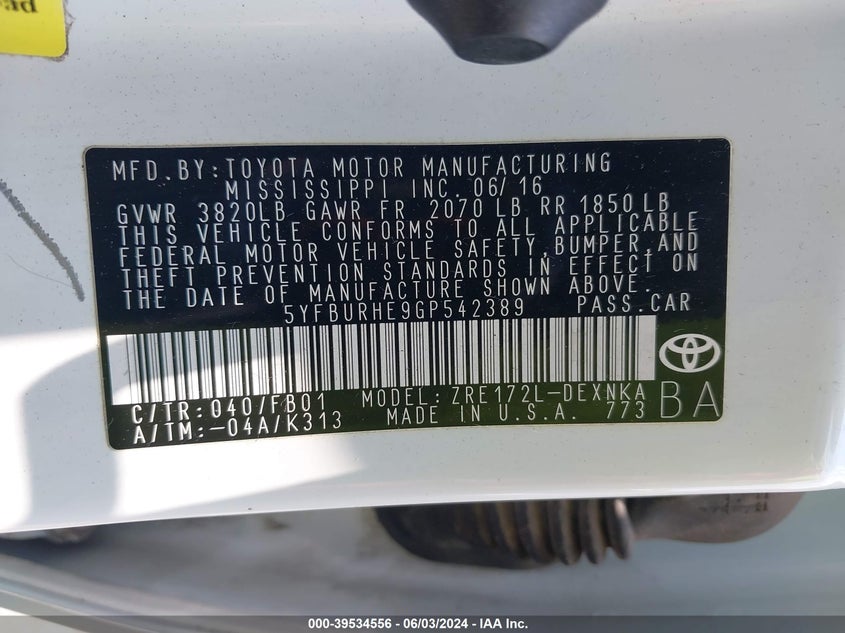 ad
MFD.BY:TOYOTA MOTOR MANUFACTURING
MISSISSIPPI INC. 06/16
GVWR 3820LB GAWR FR 2070 LB RR 1850 LB
THIS VEHICLE CONFORMS TO ALL APPLICABLE
FEDERAL MOTOR VEHICLE SAFETY,BUMPER,AND
THEFT PREVENTION STANDARDS IN EFFECT ON
THE DATE OF MANUFACTURE SHOWN ABOVE.
5YFBURHE9GP542389 PASS.CAR
C/TR:040/FB01 MODEL:ZRE172L-DEXNKA
A/TM:-04A/K313 MADE IN U.S.A. 773
BA
000-39534556 - 06/03/2024 - IAA Inc.